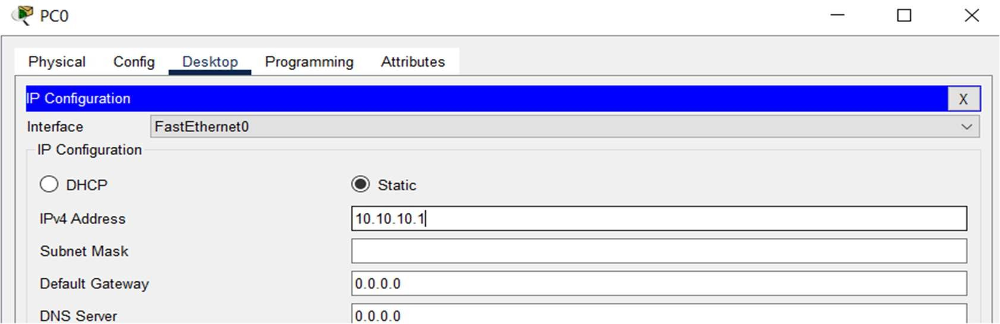 PC0
Physical Config Desktop Programming Attributes
IP Configuration X
Interface FastEthernet0
IP Configuration
DHCP Static
IPv4 Address 10.10.10.1
Subnet Mask
Default Gateway 0.0.0.0
DNS Server 0.0.0.0